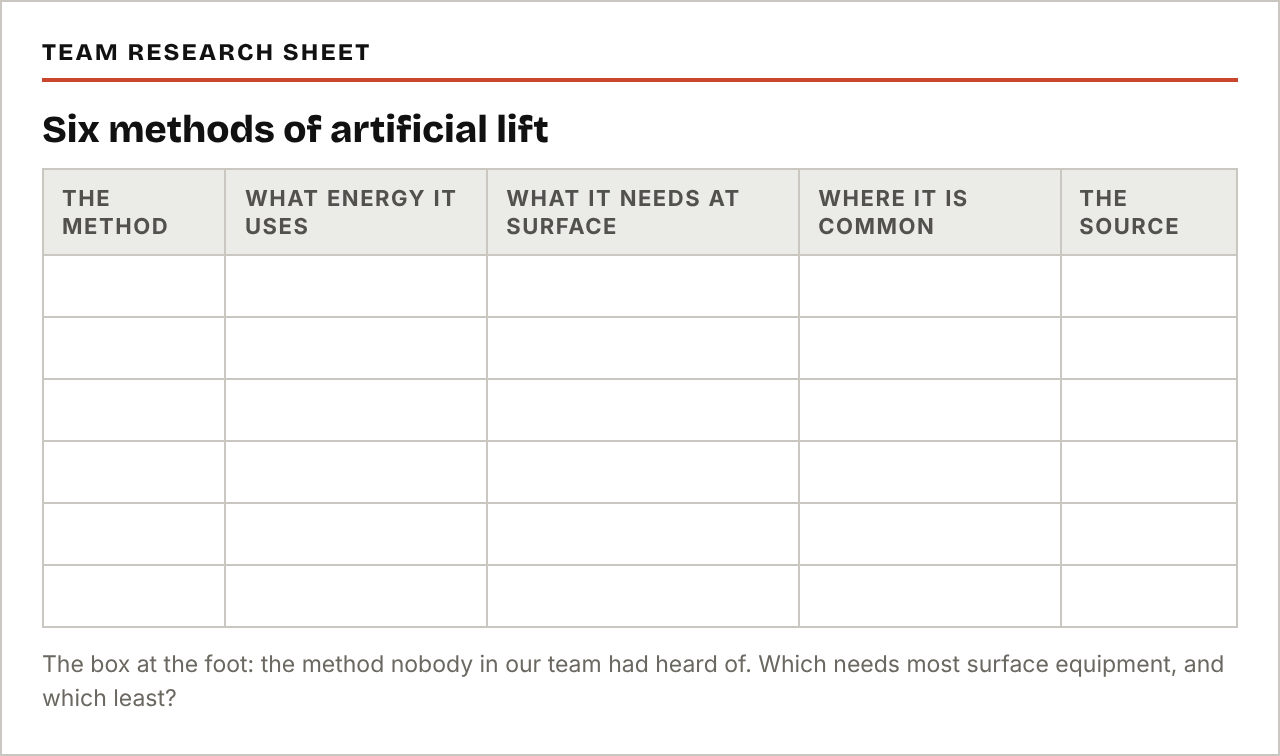 TEAM RESEARCH SHEET
Six methods of artificial lift
THE METHOD
WHAT ENERGY IT USES
WHAT IT NEEDS AT SURFACE
WHERE IT IS COMMON
THE SOURCE
The box at the foot: the method nobody in our team had heard of. Which needs most surface equipment, and
which least?